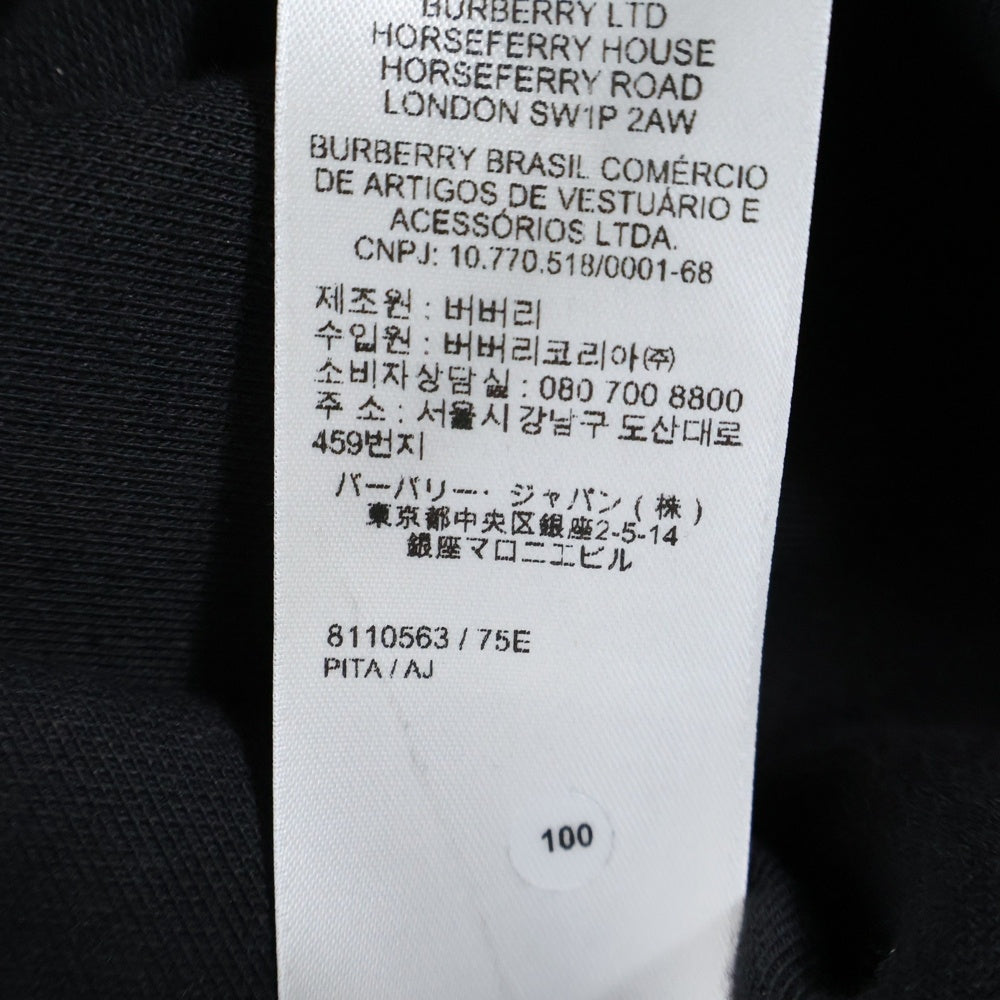 BURBERRY LTD
HORSEFERRY HOUSE
HORSEFERRY ROAD
LONDON SW1P 2AW
BURBERRY BRASIL COMÉRCIO
DE ARTIGOS DE VESTUÁRIO E
ACESSÓRIOS LTDA.
CNPJ: 10.770.518/0001-68
제조원 : 버버리
수입원 : 버버리코리아㈜
소비자상담실 : 080 700 8800
주 소 : 서울시 강남구 도산대로
459번지
バーバリー・ジャパン(株)
東京都中央区銀座2-5-14
銀座マロニエビル
8110563 / 75E
PITA / AJ
100